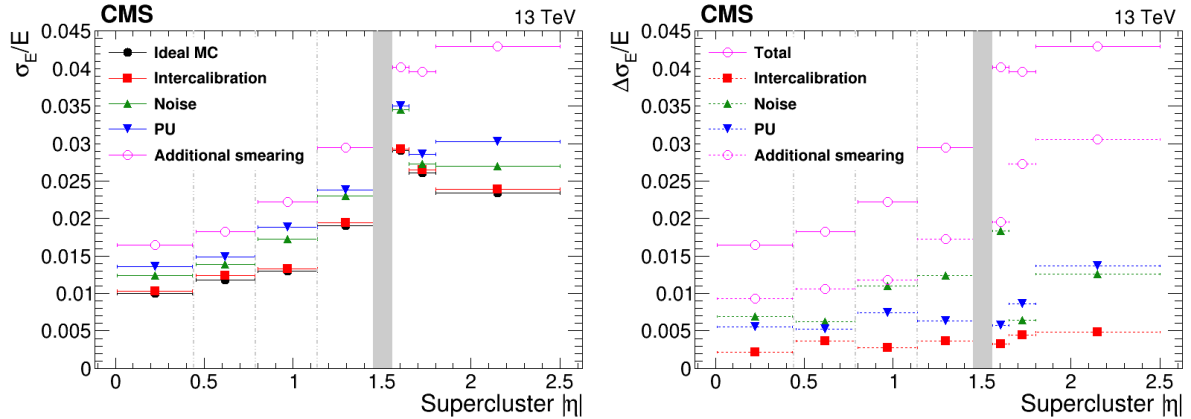 CMS
13 TeV
σ_E/E
0.045
0.04
0.035
0.03
0.025
0.02
0.015
0.01
0.005
0
Ideal MC
Intercalibration
Noise
PU
Additional smearing
0 0.5 1 1.5 2 2.5
Supercluster |η|
CMS
13 TeV
Δσ_E/E
0.045
0.04
0.035
0.03
0.025
0.02
0.015
0.01
0.005
0
Total
Intercalibration
Noise
PU
Additional smearing
0 0.5 1 1.5 2 2.5
Supercluster |η|